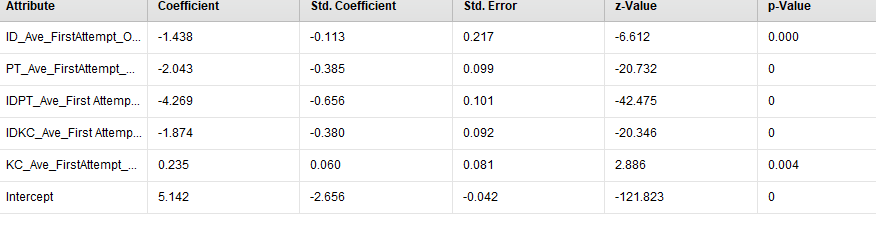 Attribute Coefficient Std. Coefficient Std. Error z-Value p-Value
ID_Ave_FirstAttempt_O... -1.438 -0.113 0.217 -6.612 0.000
PT_Ave_FirstAttempt_... -2.043 -0.385 0.099 -20.732 0
IDPT_Ave_First Attemp... -4.269 -0.656 0.101 -42.475 0
IDKC_Ave_First Attemp... -1.874 -0.380 0.092 -20.346 0
KC_Ave_FirstAttempt_... 0.235 0.060 0.081 2.886 0.004
Intercept 5.142 -2.656 -0.042 -121.823 0